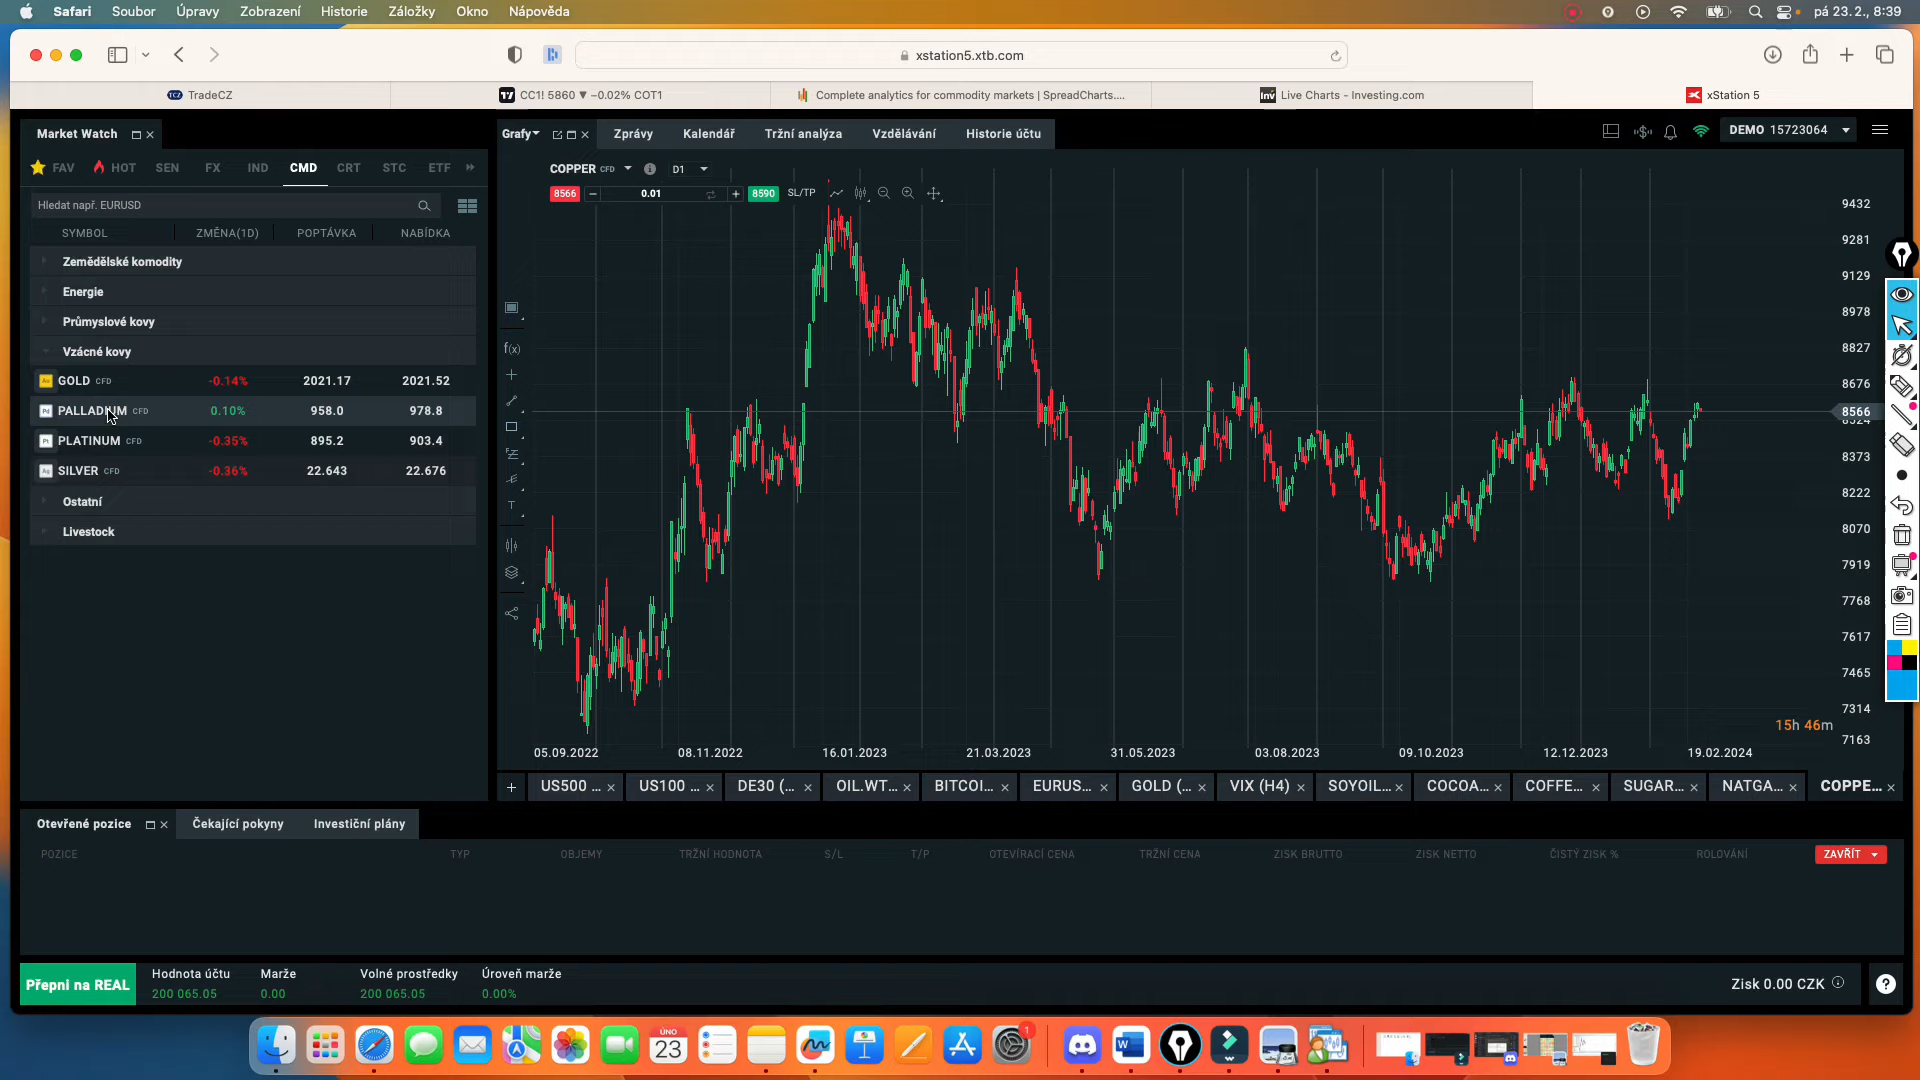 Safari Soubor Úpravy Zobrazení Historie Záložky Okno Nápověda pá 23. 2., 8:39
xstation5.xtb.com
TradeCZ CC1! 5860 ▼ −0.02% COT1 Complete analytics for commodity markets | SpreadCharts.... Live Charts - Investing.com xStation 5
Market Watch
Grafy Zprávy Kalendář Tržní analýza Vzdělávání Historie účtu DEMO 15723064
FAV HOT SEN FX IND CMD CRT STC ETF
COPPER CFD D1
8566 0.01 8590 SL/TP
Hledat např. EURUSD
SYMBOL ZMĚNA(1D) POPTÁVKA NABÍDKA
Zemědělské komodity
Energie
Průmyslové kovy
Vzácné kovy
GOLD CFD -0.14% 2021.17 2021.52
PALLADIUM CFD 0.10% 958.0 978.8
PLATINUM CFD -0.35% 895.2 903.4
SILVER CFD -0.36% 22.643 22.676
Ostatní
Livestock
9432
9281
9129
8978
8827
8676
8566
8524
8373
8222
8070
7919
7768
7617
7465
7314
7163
15h 46m
05.09.2022 08.11.2022 16.01.2023 21.03.2023 31.05.2023 03.08.2023 09.10.2023 12.12.2023 19.02.2024
US500 ... US100 ... DE30 (... OIL.WT... BITCOI... EURUS... GOLD (... VIX (H4) SOYOIL... COCOA... COFFE... SUGAR... NATGA... COPPE...
Otevřené pozice Čekající pokyny Investiční plány
POZICE TYP OBJEMY TRŽNÍ HODNOTA S/L T/P OTEVÍRACÍ CENA TRŽNÍ CENA ZISK BRUTTO ZISK NETTO ČISTÝ ZISK % ROLOVÁNÍ ZAVŘÍT
Přepni na REAL
Hodnota účtu Marže Volné prostředky Úroveň marže
200 065.05 0.00 200 065.05 0.00%
Zisk 0.00 CZK
ÚNO
23
1